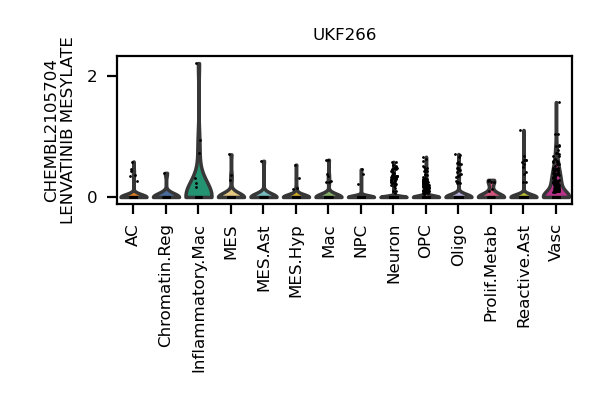 UKF266
CHEMBL2105704
LENVATINIB MESYLATE
2
0
AC
Chromatin.Reg
Inflammatory.Mac
MES
MES.Ast
MES.Hyp
Mac
NPC
Neuron
OPC
Oligo
Prolif.Metab
Reactive.Ast
Vasc